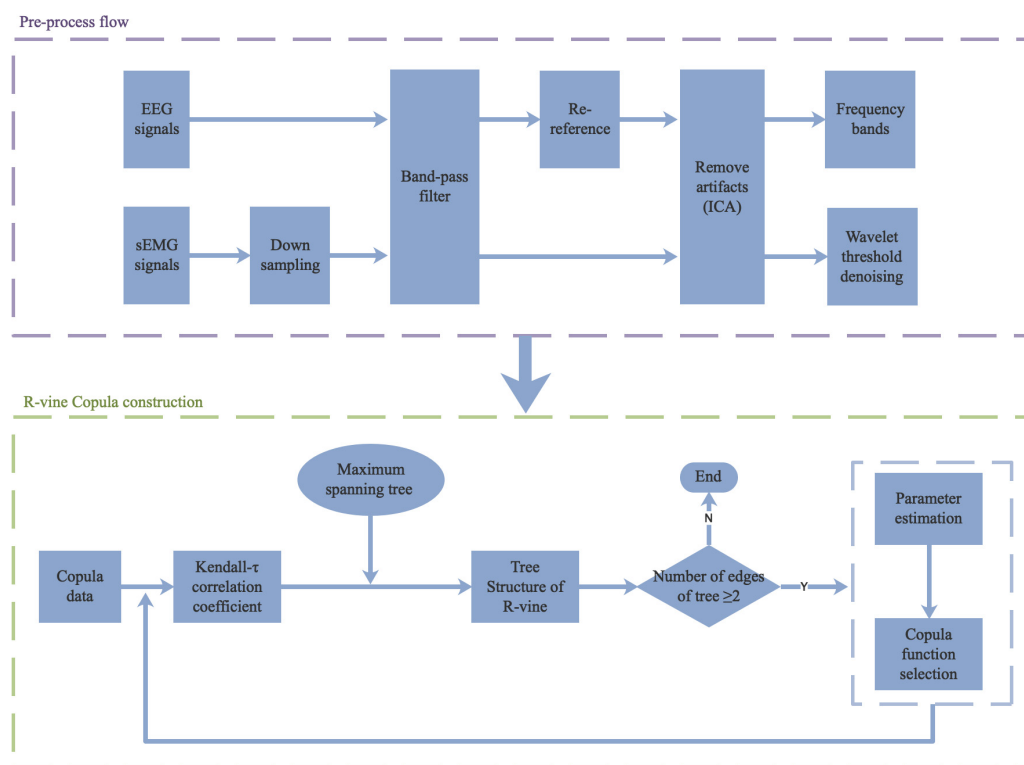 Pre-process flow
EEG
signals
Band-pass
filter
Re-
reference
Remove
artifacts
(ICA)
Frequency
bands
sEMG
signals
Down
sampling
Wavelet
threshold
denoising
R-vine Copula construction
Maximum
spanning tree
End
N
Parameter
estimation
Copula
data
Kendall-τ
correlation
coefficient
Tree
Structure of
R-vine
Number of edges
of tree ≥2
Y
Copula
function
selection